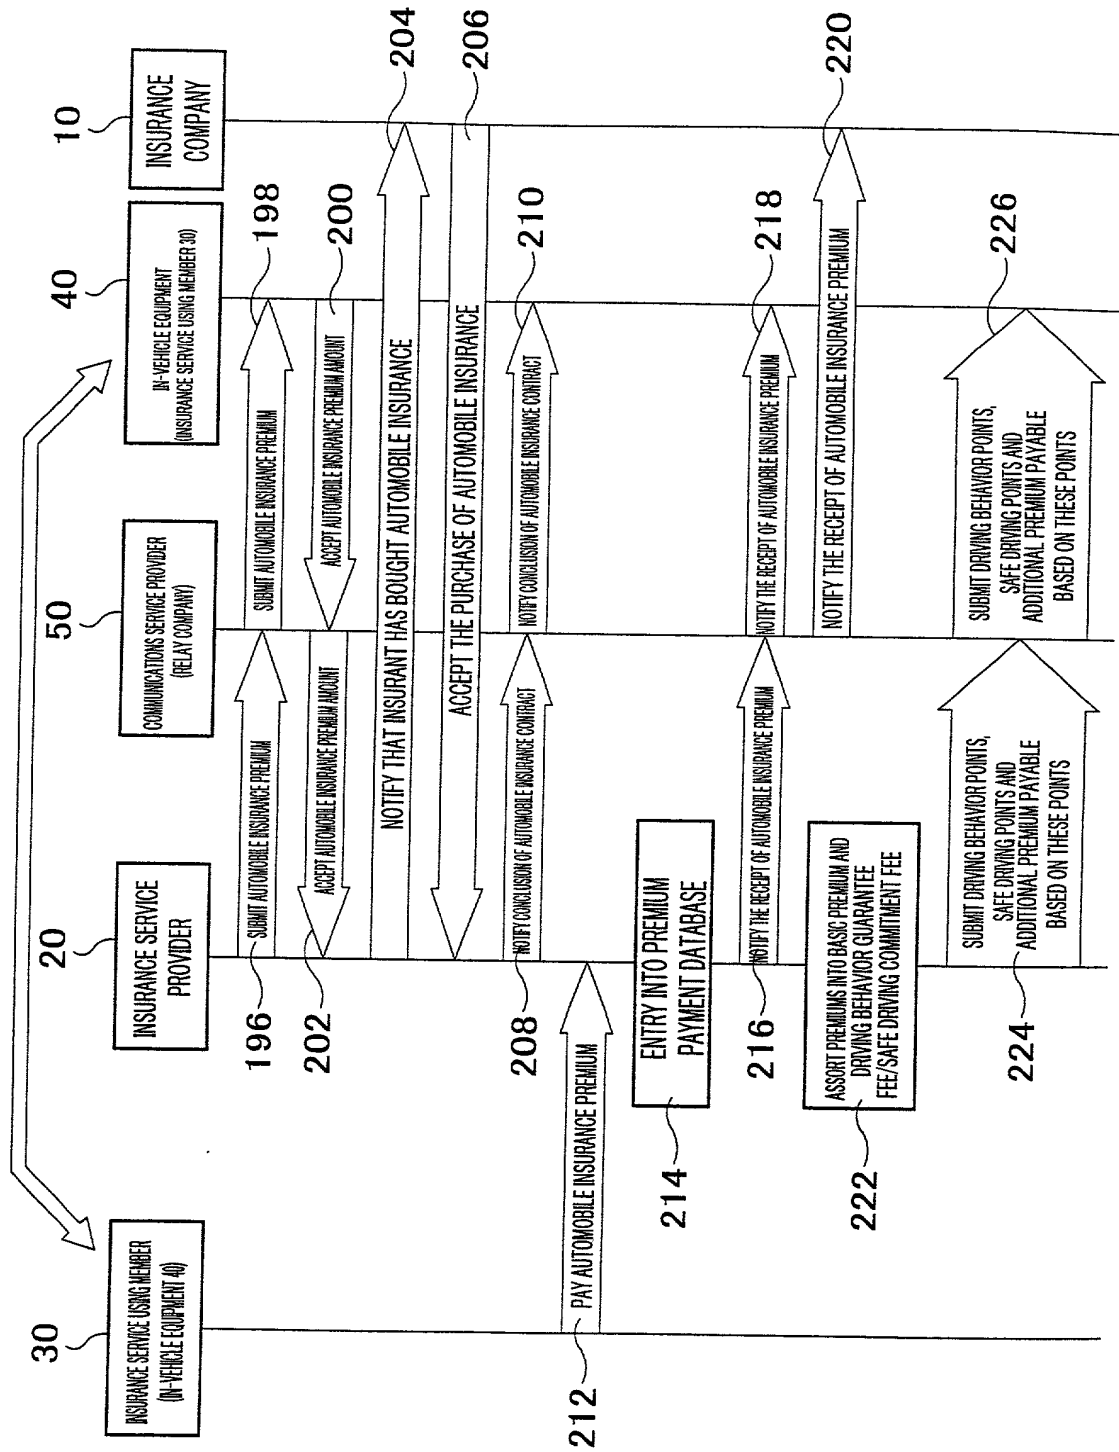 30
INSURANCE SERVICE USING MEMBER
(IN-VEHICLE EQUIPMENT 40)
20
INSURANCE SERVICE
PROVIDER
50
COMMUNICATIONS SERVICE PROVIDER
(RELAY COMPANY)
40
IN-VEHICLE EQUIPMENT
(INSURANCE SERVICE USING MEMBER 30)
10
INSURANCE
COMPANY
196
SUBMIT AUTOMOBILE INSURANCE PREMIUM
SUBMIT AUTOMOBILE INSURANCE PREMIUM
198
202
ACCEPT AUTOMOBILE INSURANCE PREMIUM AMOUNT
ACCEPT AUTOMOBILE INSURANCE PREMIUM AMOUNT
200
NOTIFY THAT INSURANT HAS BOUGHT AUTOMOBILE INSURANCE
204
ACCEPT THE PURCHASE OF AUTOMOBILE INSURANCE
206
208
NOTIFY CONCLUSION OF AUTOMOBILE INSURANCE CONTRACT
NOTIFY CONCLUSION OF AUTOMOBILE INSURANCE CONTRACT
210
212
PAY AUTOMOBILE INSURANCE PREMIUM
214
ENTRY INTO PREMIUM
PAYMENT DATABASE
216
NOTIFY THE RECEIPT OF AUTOMOBILE INSURANCE PREMIUM
NOTIFY THE RECEIPT OF AUTOMOBILE INSURANCE PREMIUM
218
NOTIFY THE RECEIPT OF AUTOMOBILE INSURANCE PREMIUM
220
222
ASSORT PREMIUMS INTO BASIC PREMIUM AND
DRIVING BEHAVIOR GUARANTEE
FEE/SAFE DRIVING COMMITMENT FEE
224
SUBMIT DRIVING BEHAVIOR POINTS,
SAFE DRIVING POINTS AND
ADDITIONAL PREMIUM PAYABLE
BASED ON THESE POINTS
SUBMIT DRIVING BEHAVIOR POINTS,
SAFE DRIVING POINTS AND
ADDITIONAL PREMIUM PAYABLE
BASED ON THESE POINTS
226